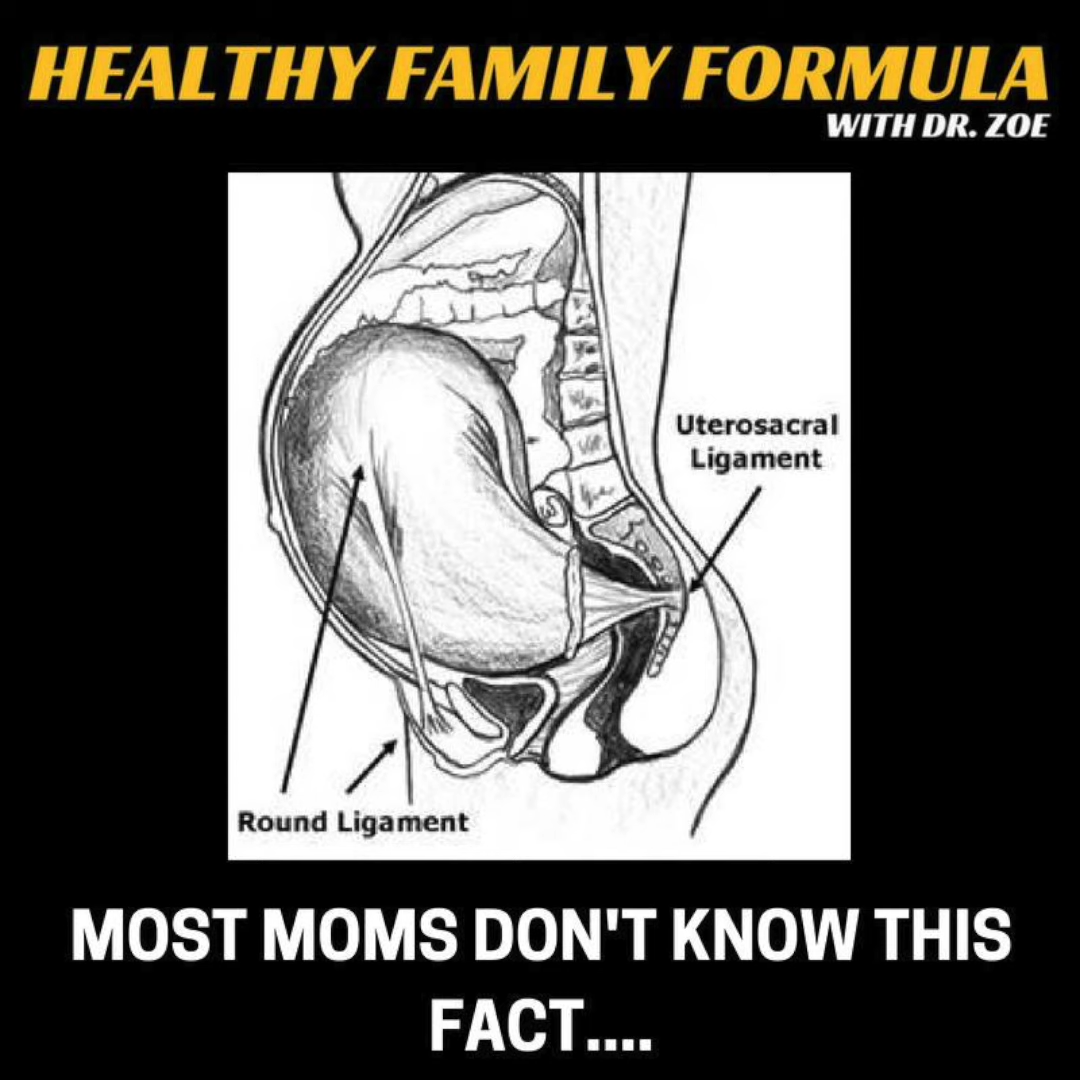 HEALTHY FAMILY FORMULA
WITH DR. ZOE
Uterosacral
Ligament
Round Ligament
MOST MOMS DON'T KNOW THIS
FACT....